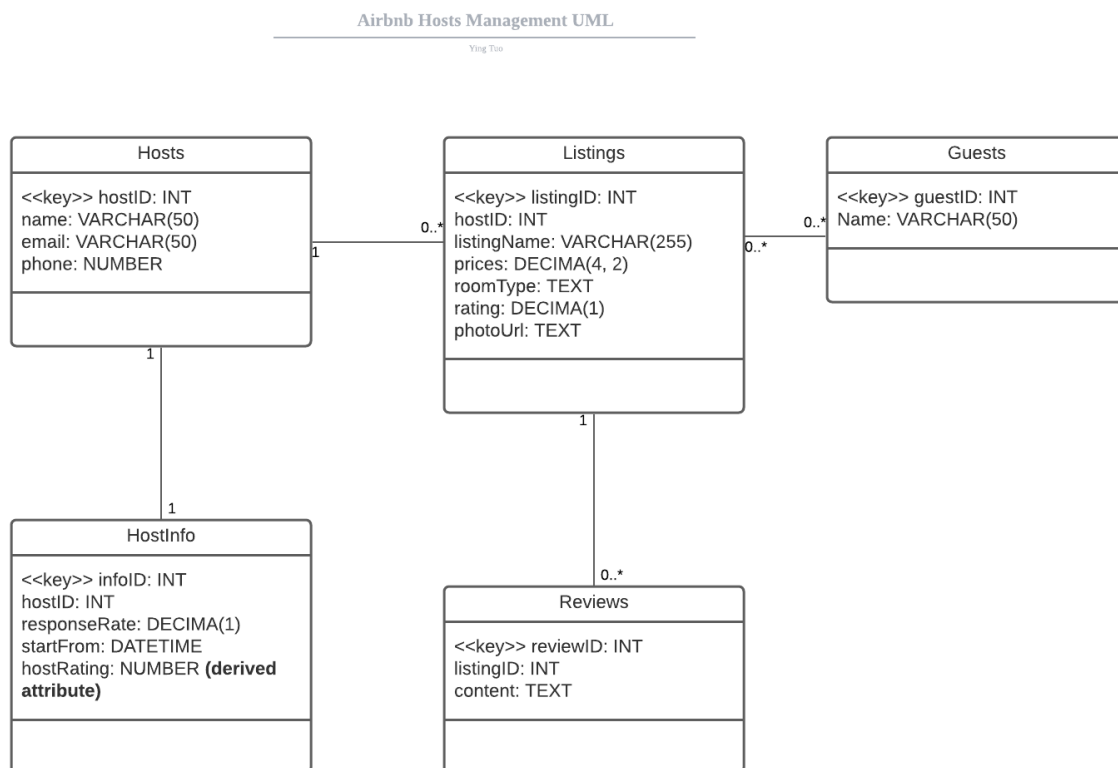 Airbnb Hosts Management UML
Ying Tuo
Hosts
<<key>> hostID: INT
name: VARCHAR(50)
email: VARCHAR(50)
phone: NUMBER
1
0..*
Listings
<<key>> listingID: INT
hostID: INT
listingName: VARCHAR(255)
prices: DECIMA(4, 2)
roomType: TEXT
rating: DECIMA(1)
photoUrl: TEXT
0..*
0..*
Guests
<<key>> guestID: INT
Name: VARCHAR(50)
1
1
HostInfo
<<key>> infoID: INT
hostID: INT
responseRate: DECIMA(1)
startFrom: DATETIME
hostRating: NUMBER (derived
attribute)
1
0..*
Reviews
<<key>> reviewID: INT
listingID: INT
content: TEXT